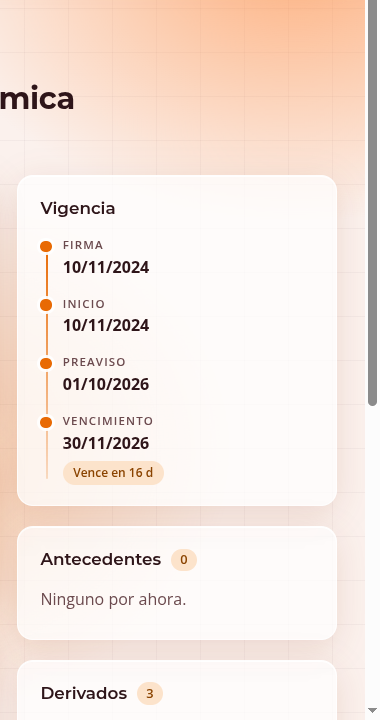 mica
Vigencia
FIRMA
10/11/2024
INICIO
10/11/2024
PREAVISO
01/10/2026
VENCIMIENTO
30/11/2026
Vence en 16 d
Antecedentes 0
Ninguno por ahora.
Derivados 3